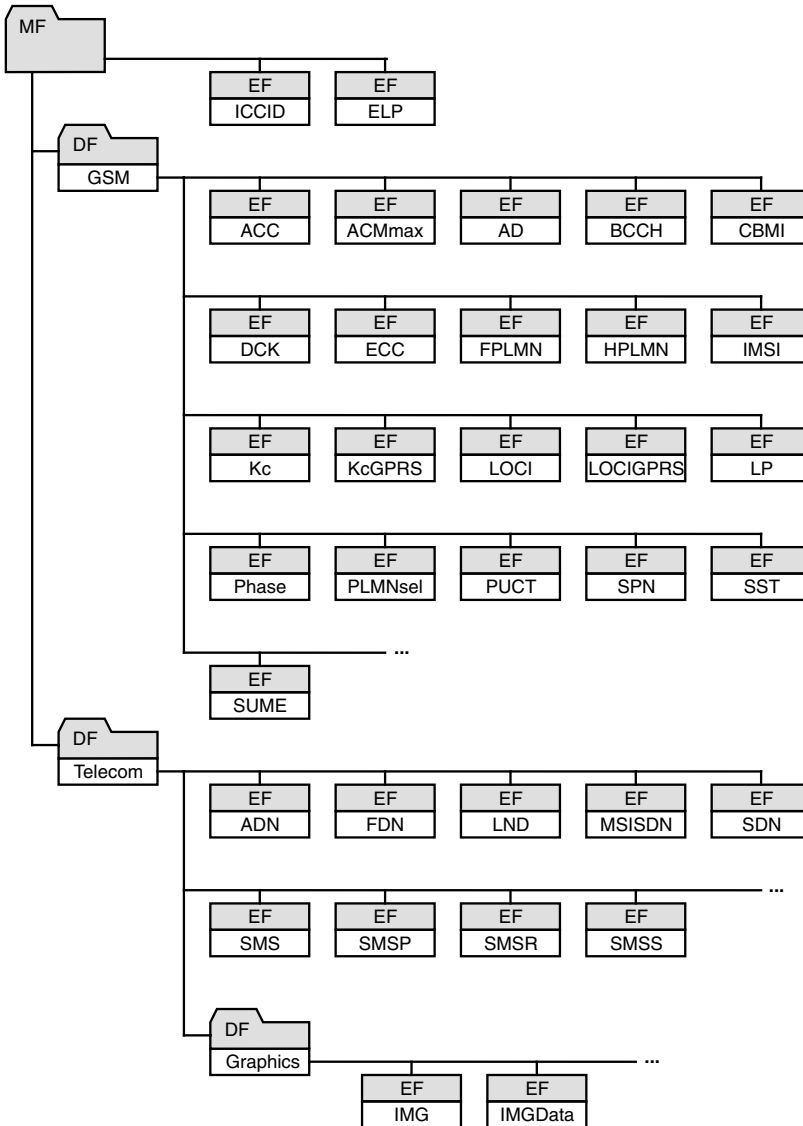 MF
EF EF
ICCID ELP
DF
GSM
EF EF EF EF EF
ACC ACMmax AD BCCH CBMI
EF EF EF EF EF
DCK ECC FPLMN HPLMN IMSI
EF EF EF EF EF
Kc KcGPRS LOCI LOCIGPRS LP
EF EF EF EF EF
Phase PLMNsel PUCT SPN SST
...
EF
SUME
DF
Telecom
EF EF EF EF EF
ADN FDN LND MSISDN SDN
...
EF EF EF EF
SMS SMSP SMSR SMSS
DF
Graphics ...
EF EF
IMG IMGData